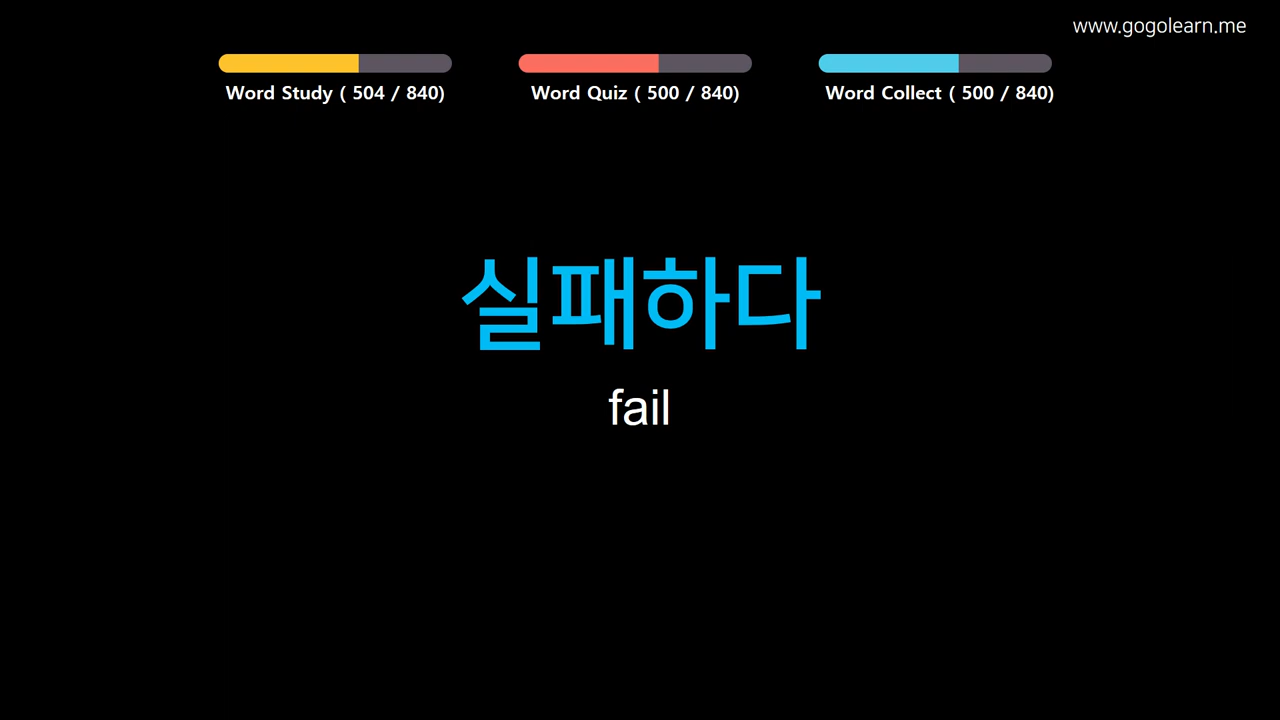 www.gogolearn.me
Word Study ( 504 / 840)
Word Quiz ( 500 / 840)
Word Collect ( 500 / 840)
실패하다
fail